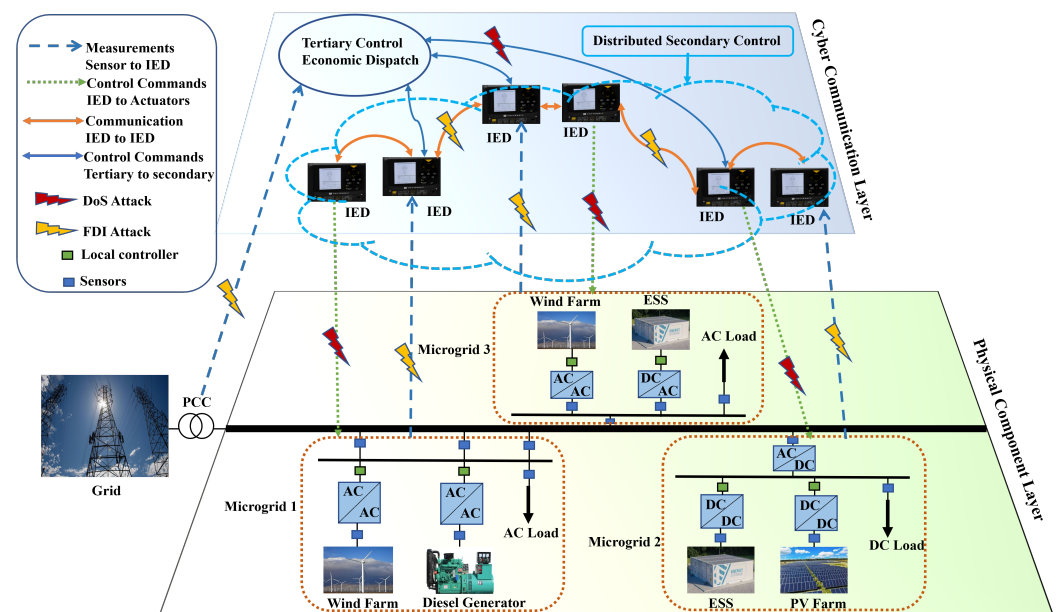 Measurements
Sensor to IED
Control Commands
IED to Actuators
Communication
IED to IED
Control Commands
Tertiary to secondary
DoS Attack
FDI Attack
Local controller
Sensors
Tertiary Control
Economic Dispatch
Distributed Secondary Control
Cyber Communication Layer
IED
IED
IED
IED
IED
IED
Physical Component Layer
Grid
PCC
Microgrid 3
Wind Farm
ESS
AC Load
AC
AC
DC
AC
Microgrid 1
AC
AC
AC
AC
AC Load
Wind Farm
Diesel Generator
Microgrid 2
AC
DC
DC
DC
DC
DC
DC Load
ESS
PV Farm